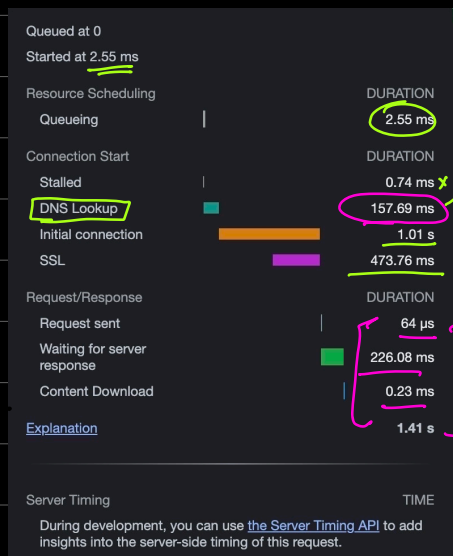 Queued at 0
Started at 2.55 ms
Resource Scheduling DURATION
Queueing 2.55 ms
Connection Start DURATION
Stalled 0.74 ms
DNS Lookup 157.69 ms
Initial connection 1.01 s
SSL 473.76 ms
Request/Response DURATION
Request sent 64 µs
Waiting for server
response 226.08 ms
Content Download 0.23 ms
Explanation 1.41 s
Server Timing TIME
During development, you can use the Server Timing API to add
insights into the server-side timing of this request.